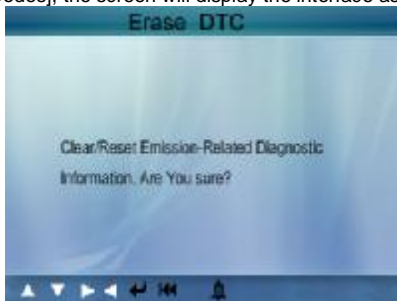 codes], the screen will display the interface as
Erase DTC
Clear/Reset Emission-Related Diagnostic
Information. Are You sure?